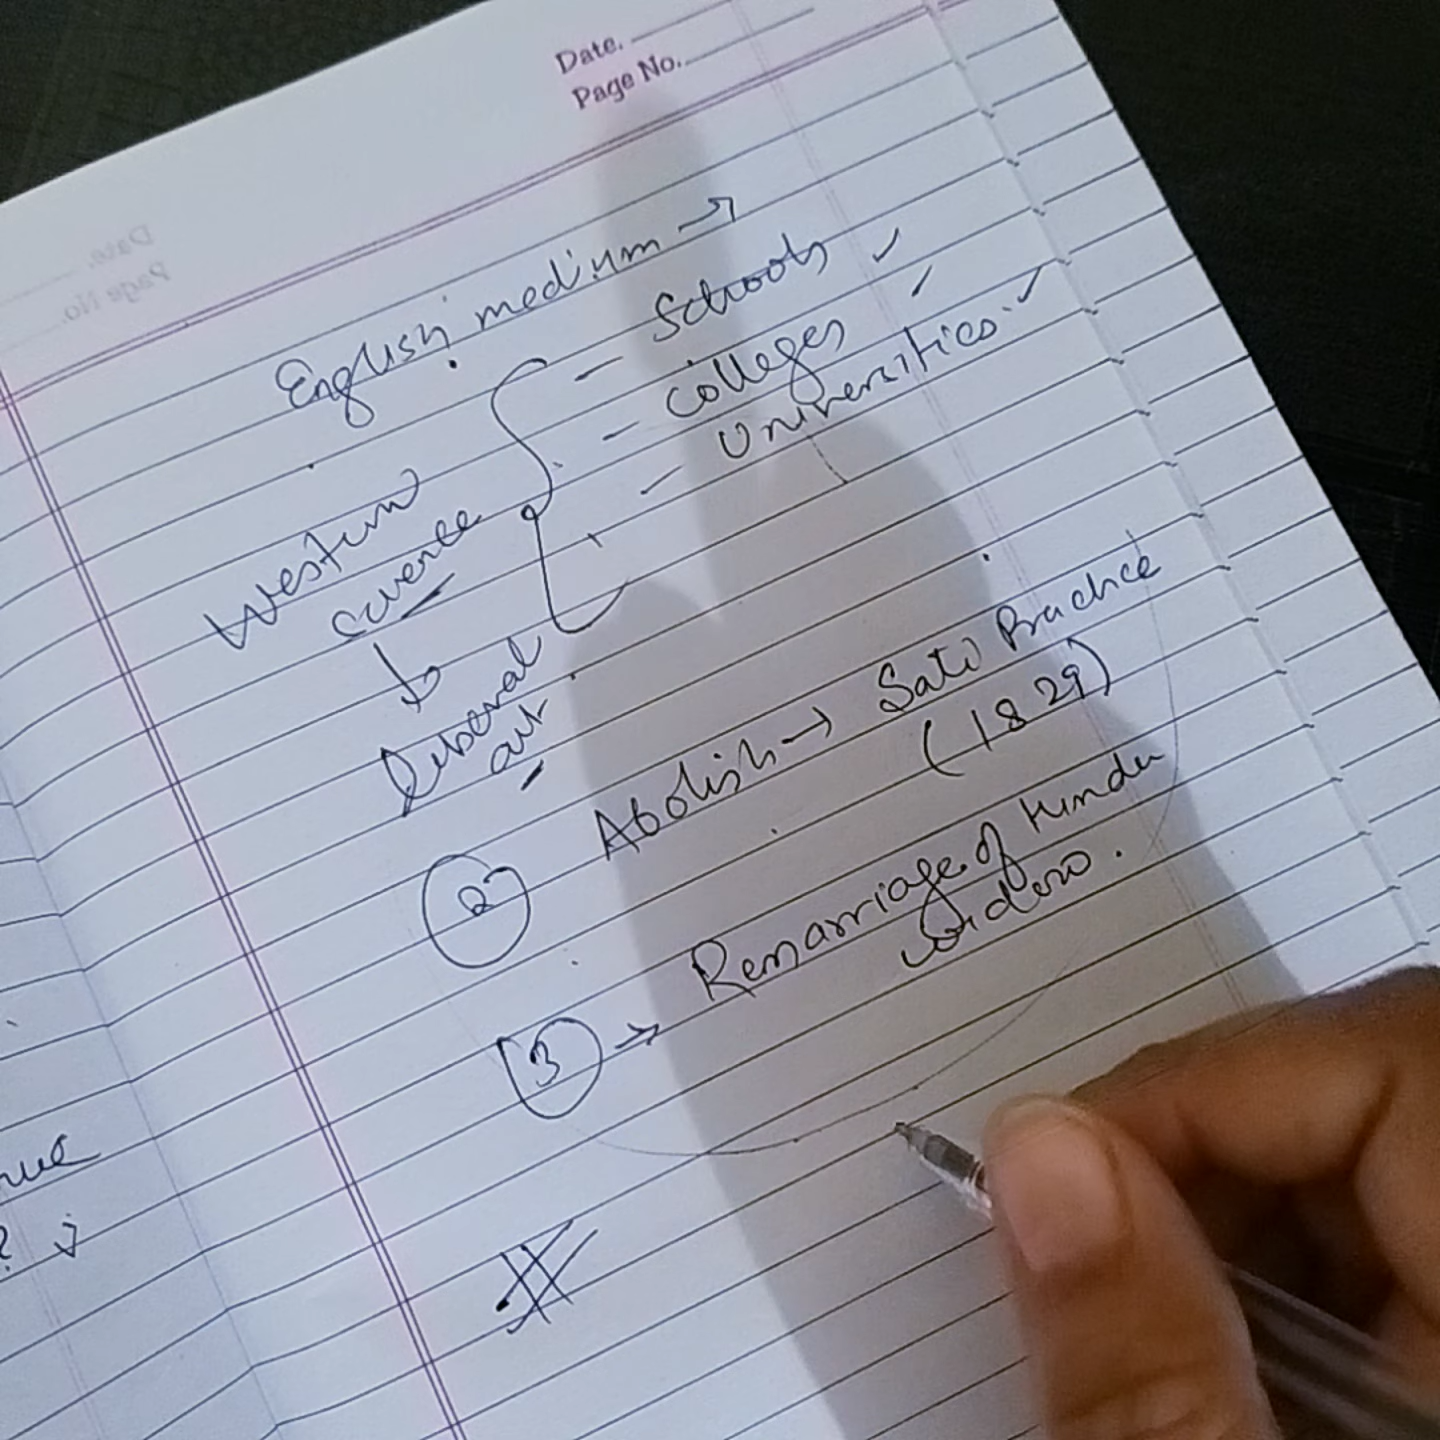 Date.
Page No.
English medium →
- Schools ✓
- Colleges ✓
- Universities ✓
Western
science
↓
liberal
art
2 Abolish → Sati Practice
(1829)
3 → Remarriage of Hindu
widow.
#
? ↓